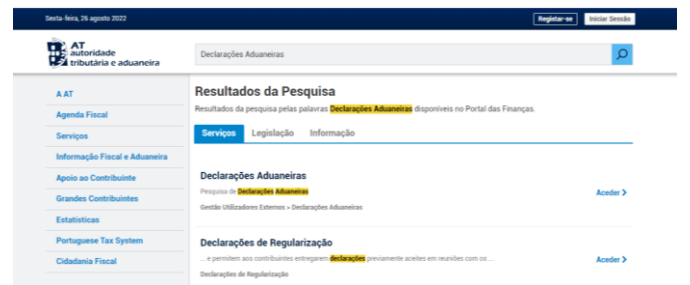 Sexta-feira, 26 agosto 2022
Registar-se
Iniciar Sessão
AT
autoridade
tributária e aduaneira
Declarações Aduaneiras
A AT
Agenda Fiscal
Serviços
Informação Fiscal e Aduaneira
Apoio ao Contribuinte
Grandes Contribuintes
Estatísticas
Portuguese Tax System
Cidadania Fiscal
Resultados da Pesquisa
Resultados da pesquisa pelas palavras Declarações Aduaneiras disponíveis no Portal das Finanças.
Serviços Legislação Informação
Declarações Aduaneiras
Pesquisa de Declarações Aduaneiras
Gestão Utilizadores Externos > Declarações Aduaneiras
Aceder >
Declarações de Regularização
... e permitem aos contribuintes entregarem declarações previamente aceites em reuniões com os ...
Declarações de Regularização
Aceder >